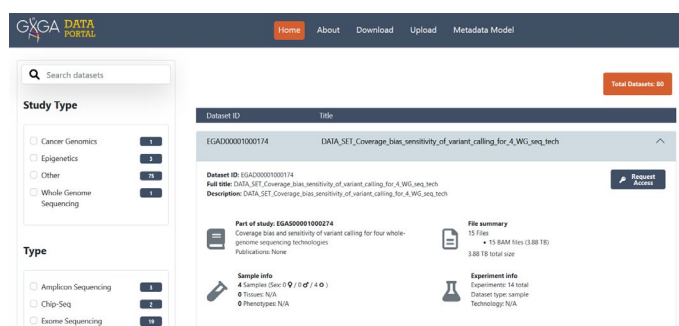 GHGA DATA PORTAL
Home About Download Upload Metadata Model
Search datasets
Total Datasets: 80
Study Type
Cancer Genomics 1
Epigenetics 3
Other 75
Whole Genome Sequencing 1
Type
Amplicon Sequencing 3
Chip-Seq 2
Exome Sequencing 19
Dataset ID Title
EGAD00001000174 DATA_SET_Coverage_bias_sensitivity_of_variant_calling_for_4_WG_seq_tech
Dataset ID: EGAD00001000174
Full title: DATA_SET_Coverage_bias_sensitivity_of_variant_calling_for_4_WG_seq_tech
Description: DATA_SET_Coverage_bias_sensitivity_of_variant_calling_for_4_WG_seq_tech
Request
Access
Part of study: EGAS00001000274
Coverage bias and sensitivity of variant calling for four whole-
genome sequencing technologies
Publications: None
File summary
15 Files
• 15 BAM files (3.88 TB)
3.88 TB total size
Sample info
4 Samples (Sex: 0 ♀ / 0 ♂ / 4 ⚪)
0 Tissues: N/A
0 Phenotypes: N/A
Experiment info
Experiments: 14 total
Dataset type: sample
Technology: N/A